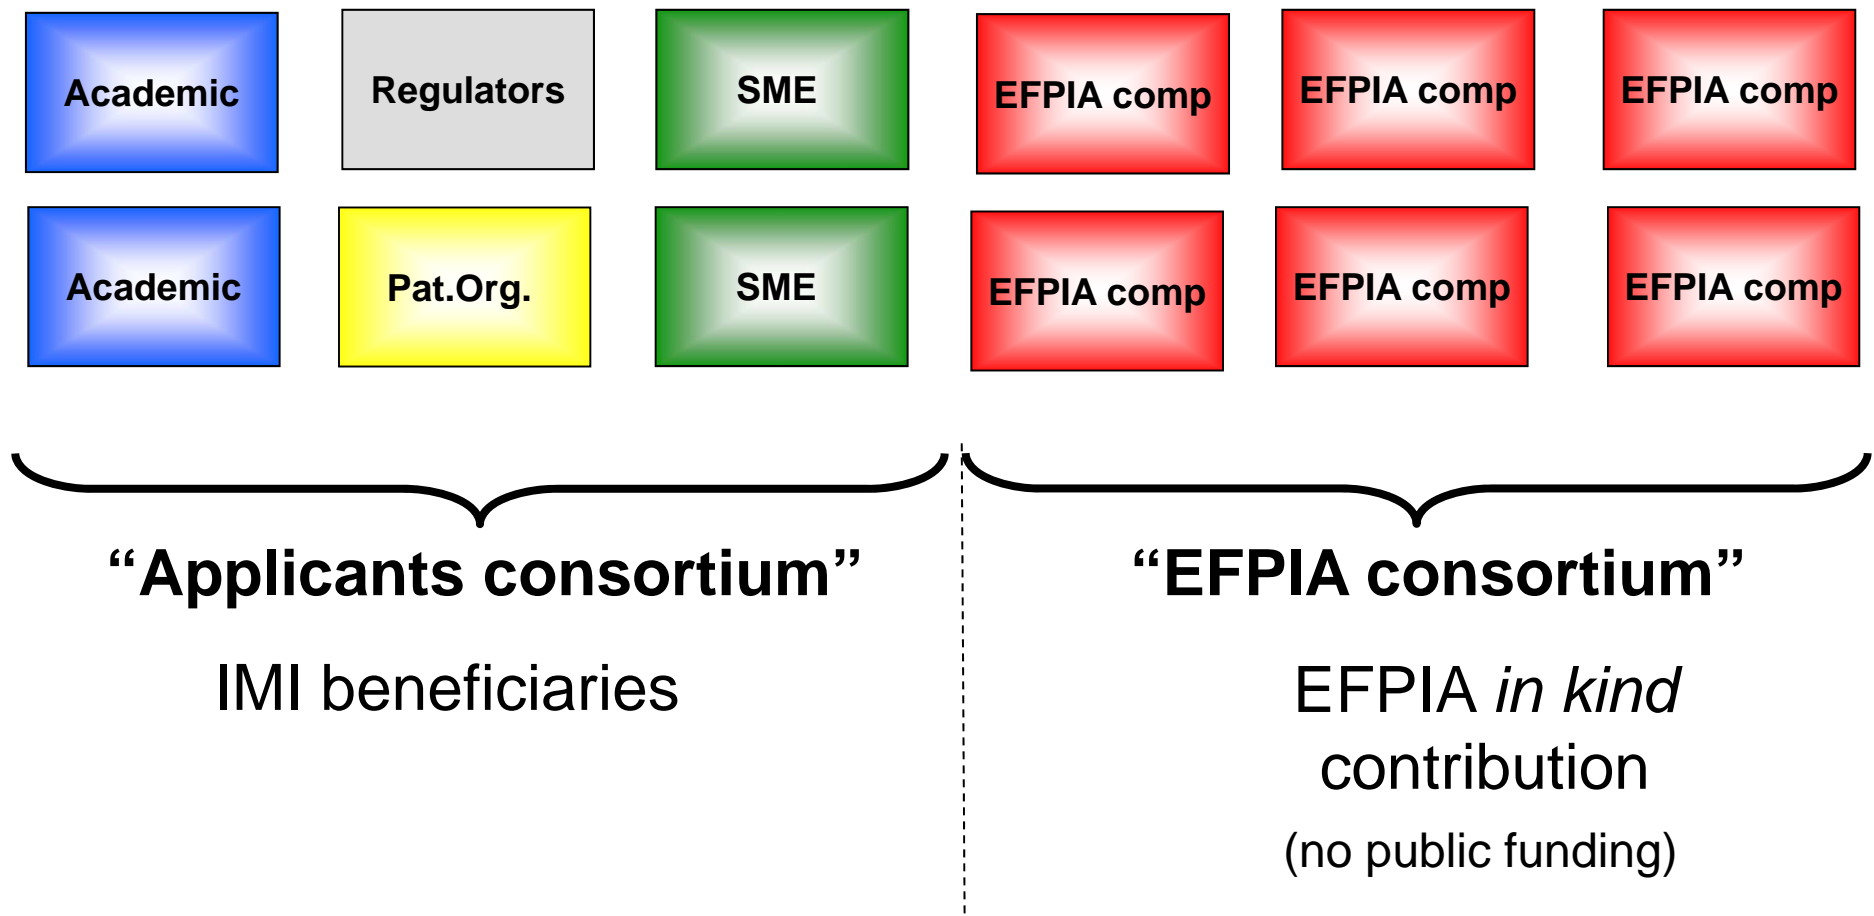 Academic
Regulators
SME
EFPIA comp
EFPIA comp
EFPIA comp
Academic
Pat.Org.
SME
EFPIA comp
EFPIA comp
EFPIA comp
“Applicants consortium”
IMI beneficiaries
“EFPIA consortium”
EFPIA in kind
contribution
(no public funding)